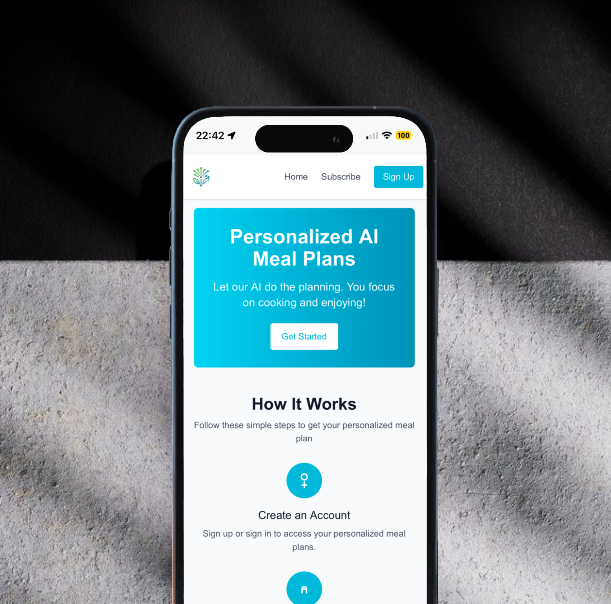 22:42
100
Home Subscribe Sign Up
Personalized AI
Meal Plans
Let our AI do the planning. You focus
on cooking and enjoying!
Get Started
How It Works
Follow these simple steps to get your personalized meal
plan
Create an Account
Sign up or sign in to access your personalized meal
plans.